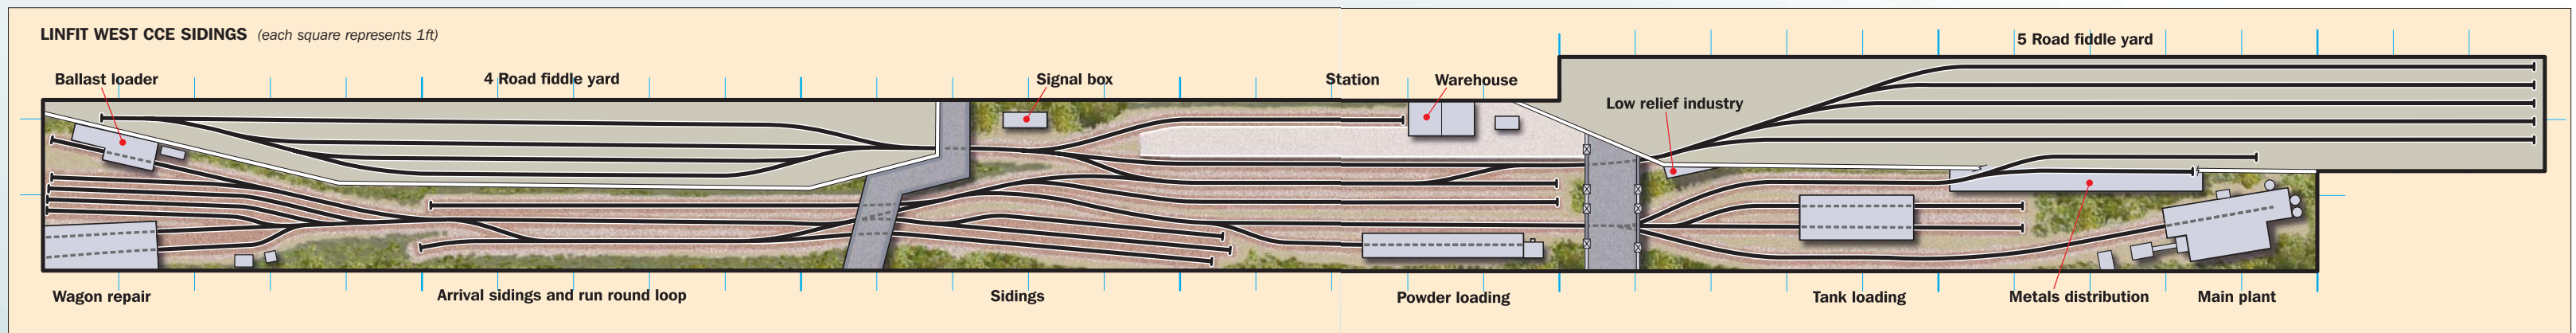 LINFIT WEST CCE SIDINGS (each square represents 1ft)
5 Road fiddle yard
Ballast loader
4 Road fiddle yard
Signal box
Station
Warehouse
Low relief industry
Wagon repair
Arrival sidings and run round loop
Sidings
Powder loading
Tank loading
Metals distribution
Main plant